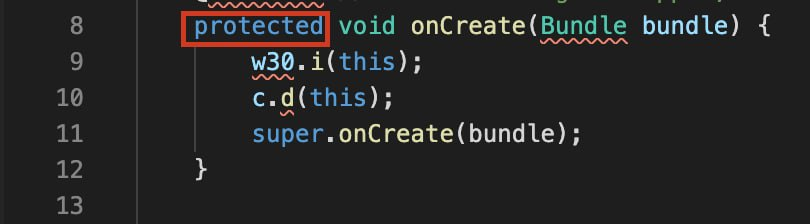 8 protected void onCreate(Bundle bundle) {
9 w30.i(this);
10 c.d(this);
11 super.onCreate(bundle);
12 }
13